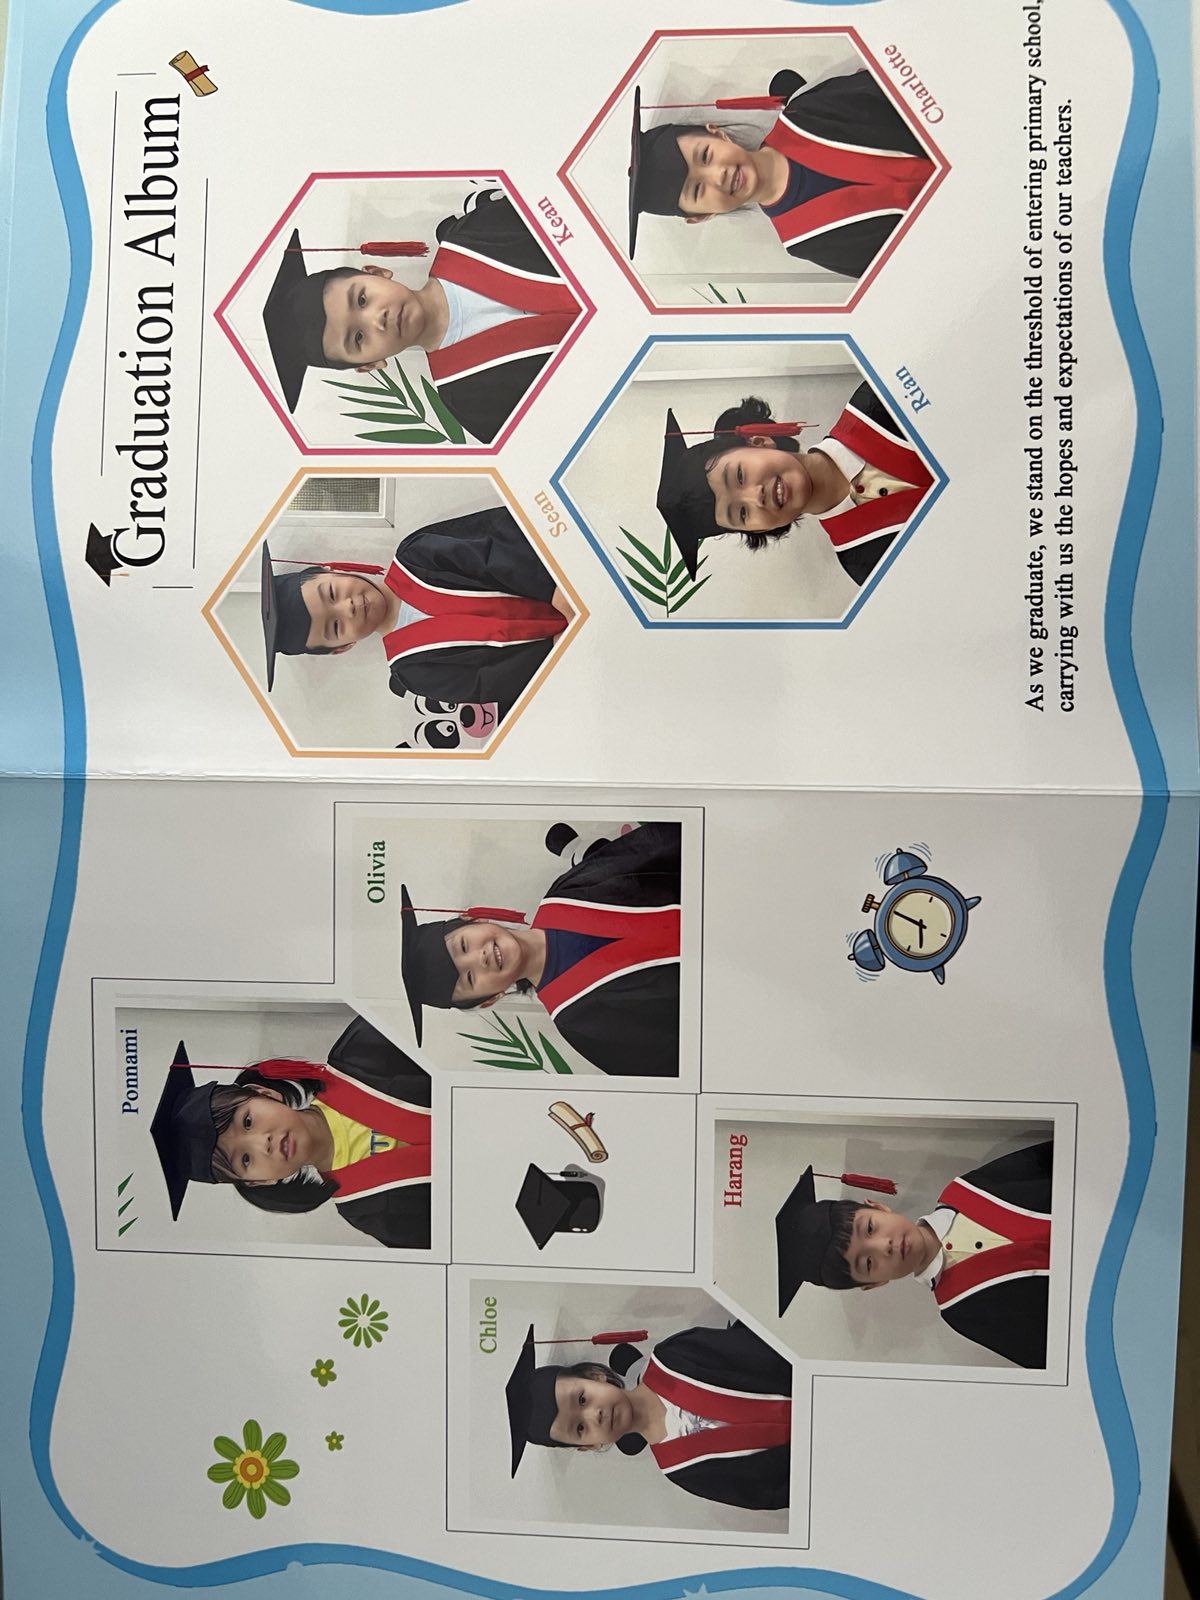 Ponnami
Olivia
Chloe
Harang
Graduation Album
Sean
Kean
Rian
Charlotte
As we graduate, we stand on the threshold of entering primary school,
carrying with us the hopes and expectations of our teachers.